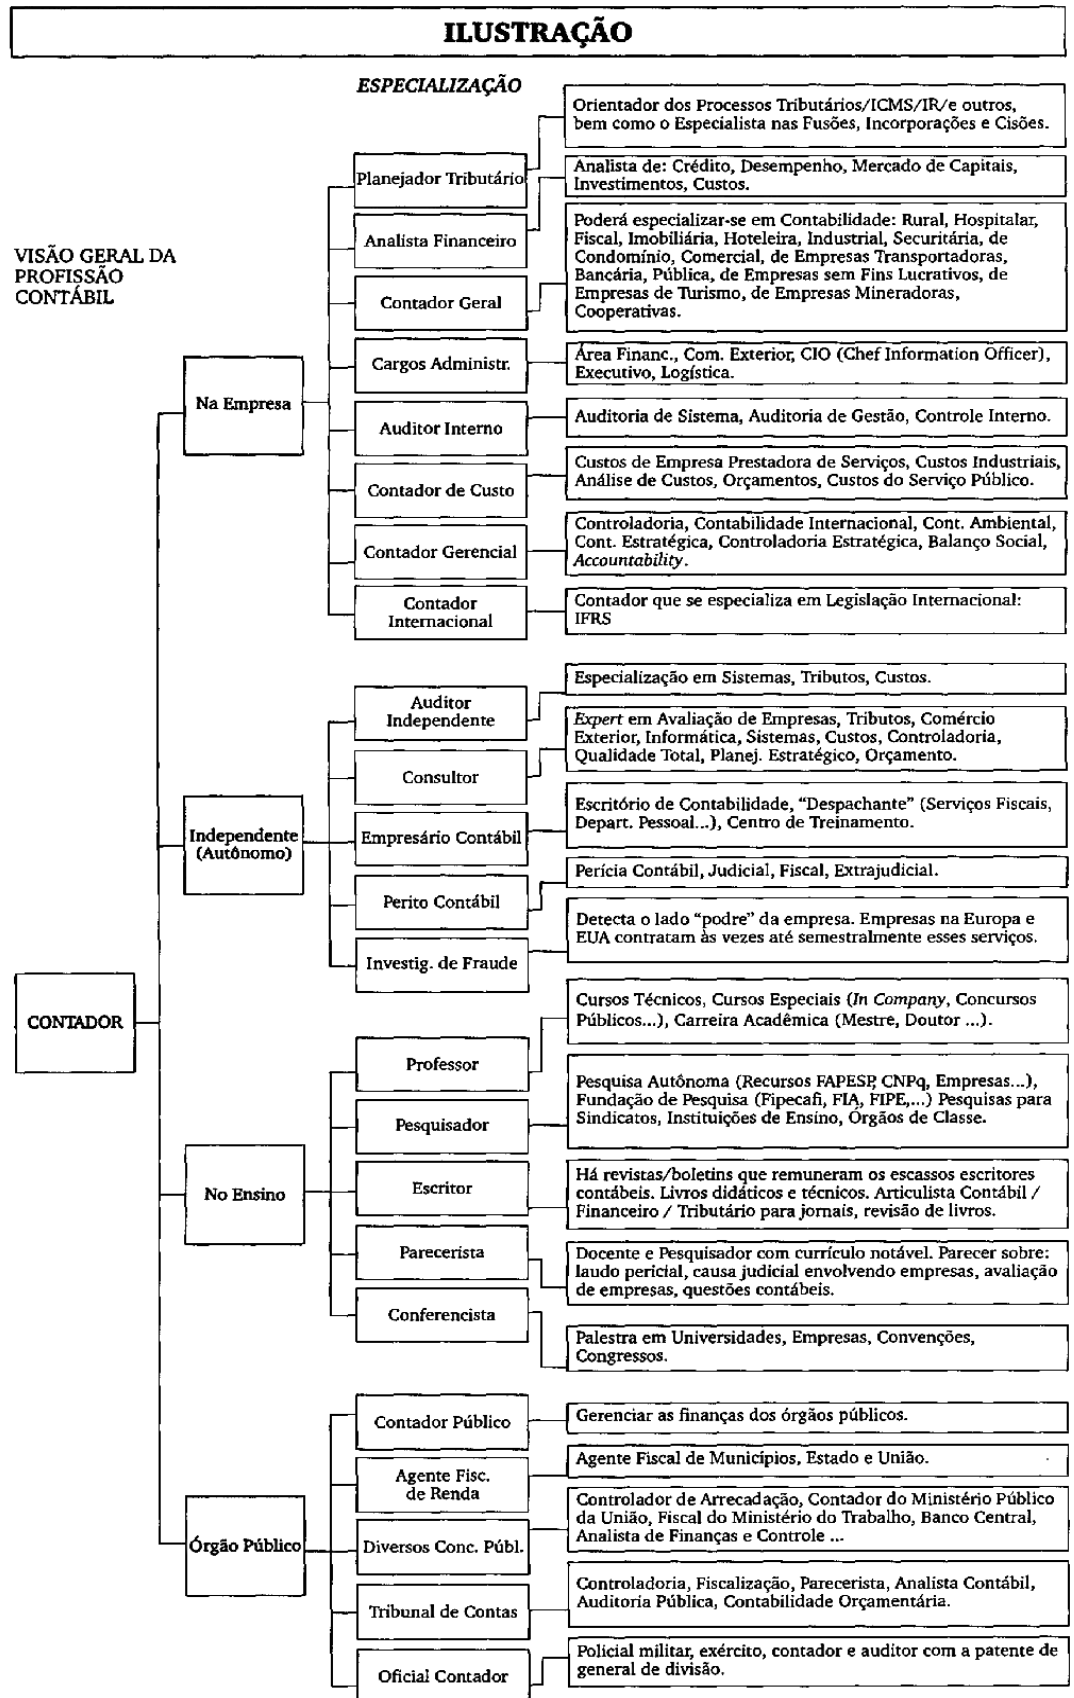 ILUSTRAÇÃO
ESPECIALIZAÇÃO
VISÃO GERAL DA
PROFISSÃO
CONTÁBIL
CONTADOR
Na Empresa
Planejador Tributário
Orientador dos Processos Tributários/ICMS/IR/e outros,
bem como o Especialista nas Fusões, Incorporações e Cisões.
Analista Financeiro
Analista de: Crédito, Desempenho, Mercado de Capitais,
Investimentos, Custos.
Contador Geral
Poderá especializar-se em Contabilidade: Rural, Hospitalar,
Fiscal, Imobiliária, Hoteleira, Industrial, Securitária, de
Condomínio, Comercial, de Empresas Transportadoras,
Bancária, Pública, de Empresas sem Fins Lucrativos, de
Empresas de Turismo, de Empresas Mineradoras,
Cooperativas.
Cargos Administr.
Área Financ., Com. Exterior, CIO (Chef Information Officer),
Executivo, Logística.
Auditor Interno
Auditoria de Sistema, Auditoria de Gestão, Controle Interno.
Contador de Custo
Custos de Empresa Prestadora de Serviços, Custos Industriais,
Análise de Custos, Orçamentos, Custos do Serviço Público.
Contador Gerencial
Controladoria, Contabilidade Internacional, Cont. Ambiental,
Cont. Estratégica, Controladoria Estratégica, Balanço Social,
Accountability.
Contador
Internacional
Contador que se especializa em Legislação Internacional:
IFRS
Independente
(Autônomo)
Auditor
Independente
Especialização em Sistemas, Tributos, Custos.
Consultor
Expert em Avaliação de Empresas, Tributos, Comércio
Exterior, Informática, Sistemas, Custos, Controladoria,
Qualidade Total, Planej. Estratégico, Orçamento.
Empresário Contábil
Escritório de Contabilidade, "Despachante" (Serviços Fiscais,
Depart. Pessoal...), Centro de Treinamento.
Perito Contábil
Perícia Contábil, Judicial, Fiscal, Extrajudicial.
Investig. de Fraude
Detecta o lado "podre" da empresa. Empresas na Europa e
EUA contratam às vezes até semestralmente esses serviços.
No Ensino
Professor
Cursos Técnicos, Cursos Especiais (In Company, Concursos
Públicos...), Carreira Acadêmica (Mestre, Doutor ...).
Pesquisador
Pesquisa Autônoma (Recursos FAPESP, CNPq, Empresas...),
Fundação de Pesquisa (Fipecafi, FIA, FIPE,...) Pesquisas para
Sindicatos, Instituições de Ensino, Órgãos de Classe.
Escritor
Há revistas/boletins que remuneram os escassos escritores
contábeis. Livros didáticos e técnicos. Articulista Contábil /
Financeiro / Tributário para jornais, revisão de livros.
Parecerista
Docente e Pesquisador com currículo notável. Parecer sobre:
laudo pericial, causa judicial envolvendo empresas, avaliação
de empresas, questões contábeis.
Conferencista
Palestra em Universidades, Empresas, Convenções,
Congressos.
Órgão Público
Contador Público
Gerenciar as finanças dos órgãos públicos.
Agente Fisc.
de Renda
Agente Fiscal de Municípios, Estado e União.
Diversos Conc. Públ.
Controlador de Arrecadação, Contador do Ministério Público
da União, Fiscal do Ministério do Trabalho, Banco Central,
Analista de Finanças e Controle ...
Tribunal de Contas
Controladoria, Fiscalização, Parecerista, Analista Contábil,
Auditoria Pública, Contabilidade Orçamentária.
Oficial Contador
Policial militar, exército, contador e auditor com a patente de
general de divisão.